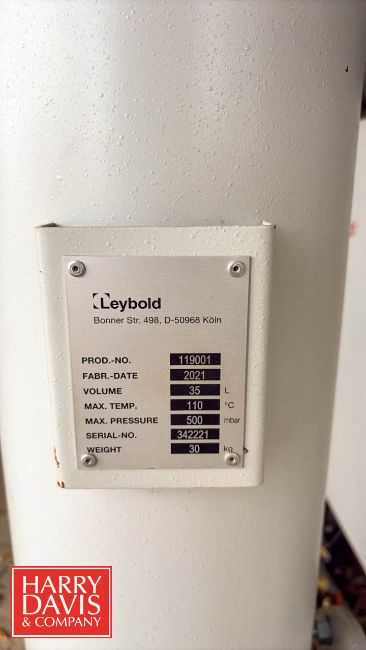 Leybold
Bonner Str. 498, D-50968 Köln
PROD.-NO. 119001
FABR.-DATE 2021
VOLUME 35 L
MAX. TEMP. 110 °C
MAX. PRESSURE 500 mbar
SERIAL-NO. 342221
WEIGHT 30 kg
HARRY
DAVIS
& COMPANY